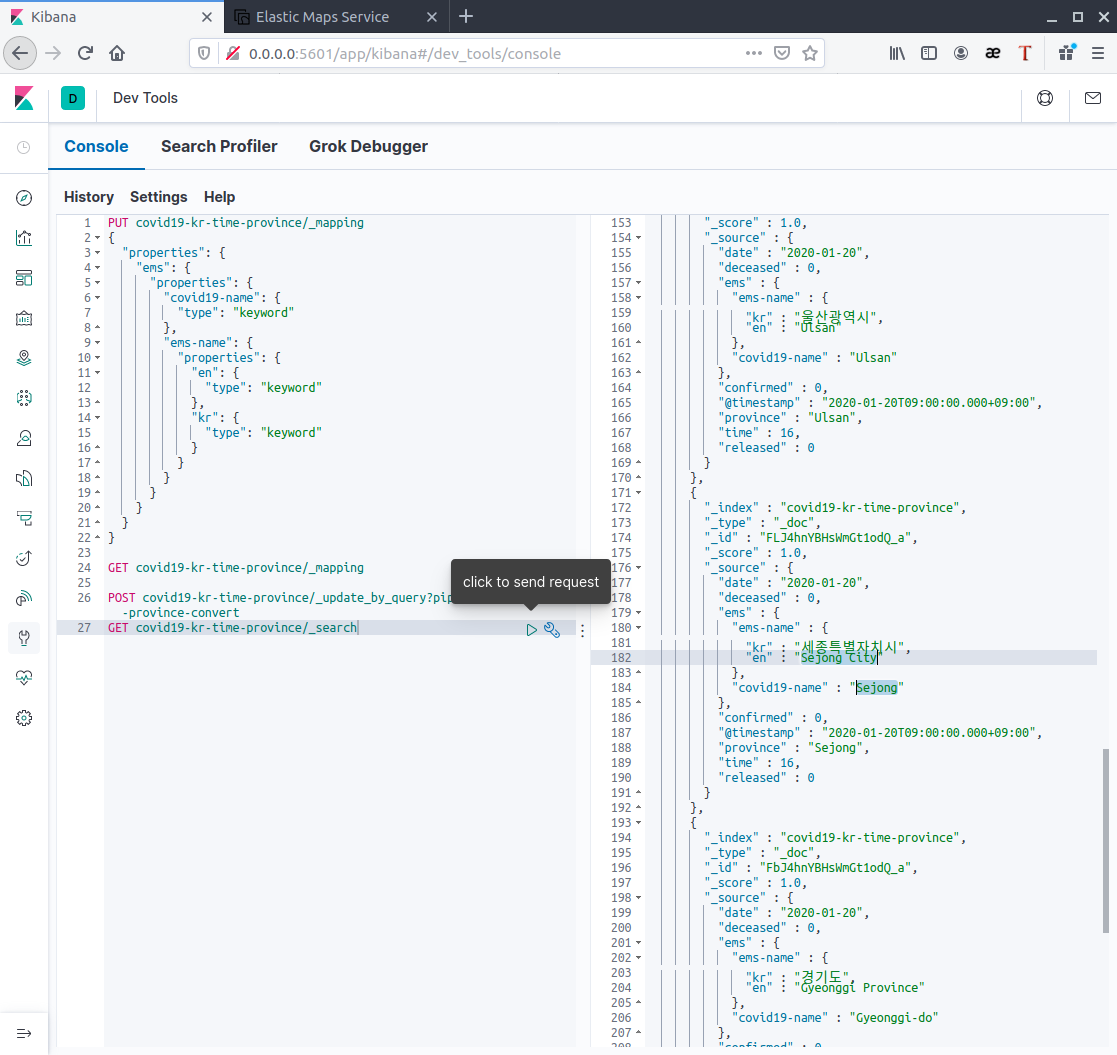 Kibana
Elastic Maps Service
0.0.0.0:5601/app/kibana#/dev_tools/console
D
Dev Tools
Console Search Profiler Grok Debugger
History Settings Help
1 PUT covid19-kr-time-province/_mapping
2 {
3 "properties": {
4 "ems": {
5 "properties": {
6 "covid19-name": {
7 "type": "keyword"
8 },
9 "ems-name": {
10 "properties": {
11 "en": {
12 "type": "keyword"
13 },
14 "kr": {
15 "type": "keyword"
16 }
17 }
18 }
19 }
20 }
21 }
22 }
23
24 GET covid19-kr-time-province/_mapping
25
26 POST covid19-kr-time-province/_update_by_query?pip
-province-convert
27 GET covid19-kr-time-province/_search
click to send request
153 "_score" : 1.0,
154 "_source" : {
155 "date" : "2020-01-20",
156 "deceased" : 0,
157 "ems" : {
158 "ems-name" : {
159 "kr" : "울산광역시",
160 "en" : "Ulsan"
161 },
162 "covid19-name" : "Ulsan"
163 },
164 "confirmed" : 0,
165 "@timestamp" : "2020-01-20T09:00:00.000+09:00",
166 "province" : "Ulsan",
167 "time" : 16,
168 "released" : 0
169 }
170 },
171 {
172 "_index" : "covid19-kr-time-province",
173 "_type" : "_doc",
174 "_id" : "FLJ4hnYBHsWmGt1odQ_a",
175 "_score" : 1.0,
176 "_source" : {
177 "date" : "2020-01-20",
178 "deceased" : 0,
179 "ems" : {
180 "ems-name" : {
181 "kr" : "세종특별자치시",
182 "en" : "Sejong City"
183 },
184 "covid19-name" : "Sejong"
185 },
186 "confirmed" : 0,
187 "@timestamp" : "2020-01-20T09:00:00.000+09:00",
188 "province" : "Sejong",
189 "time" : 16,
190 "released" : 0
191 }
192 },
193 {
194 "_index" : "covid19-kr-time-province",
195 "_type" : "_doc",
196 "_id" : "FbJ4hnYBHsWmGt1odQ_a",
197 "_score" : 1.0,
198 "_source" : {
199 "date" : "2020-01-20",
200 "deceased" : 0,
201 "ems" : {
202 "ems-name" : {
203 "kr" : "경기도",
204 "en" : "Gyeonggi Province"
205 },
206 "covid19-name" : "Gyeonggi-do"
207 },
208 "confirmed" : 0